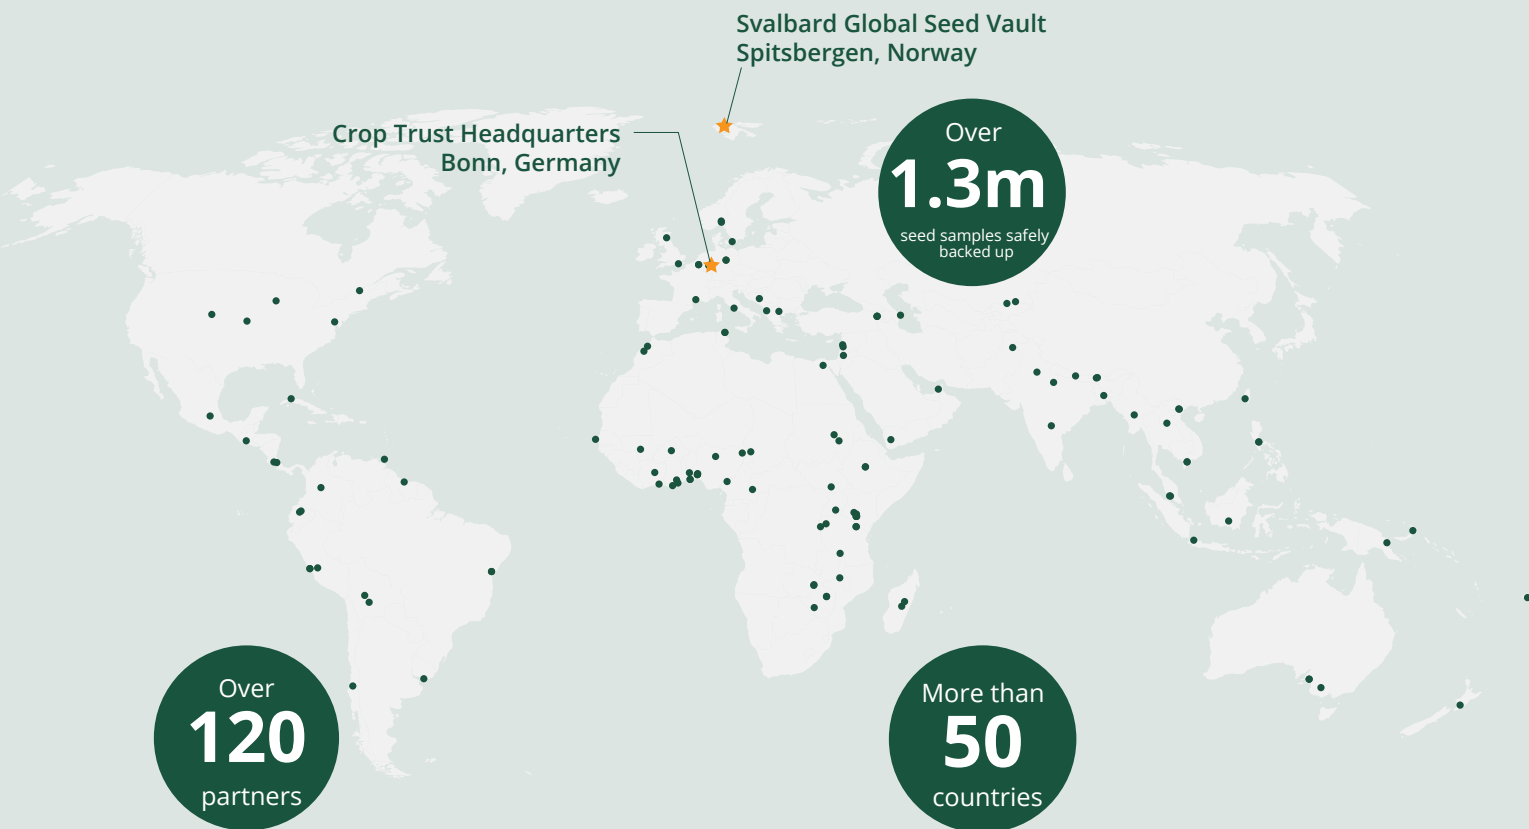 Svalbard Global Seed Vault
Spitsbergen, Norway
Crop Trust Headquarters
Bonn, Germany
Over
1.3m
seed samples safely
backed up
Over
120
partners
More than
50
countries